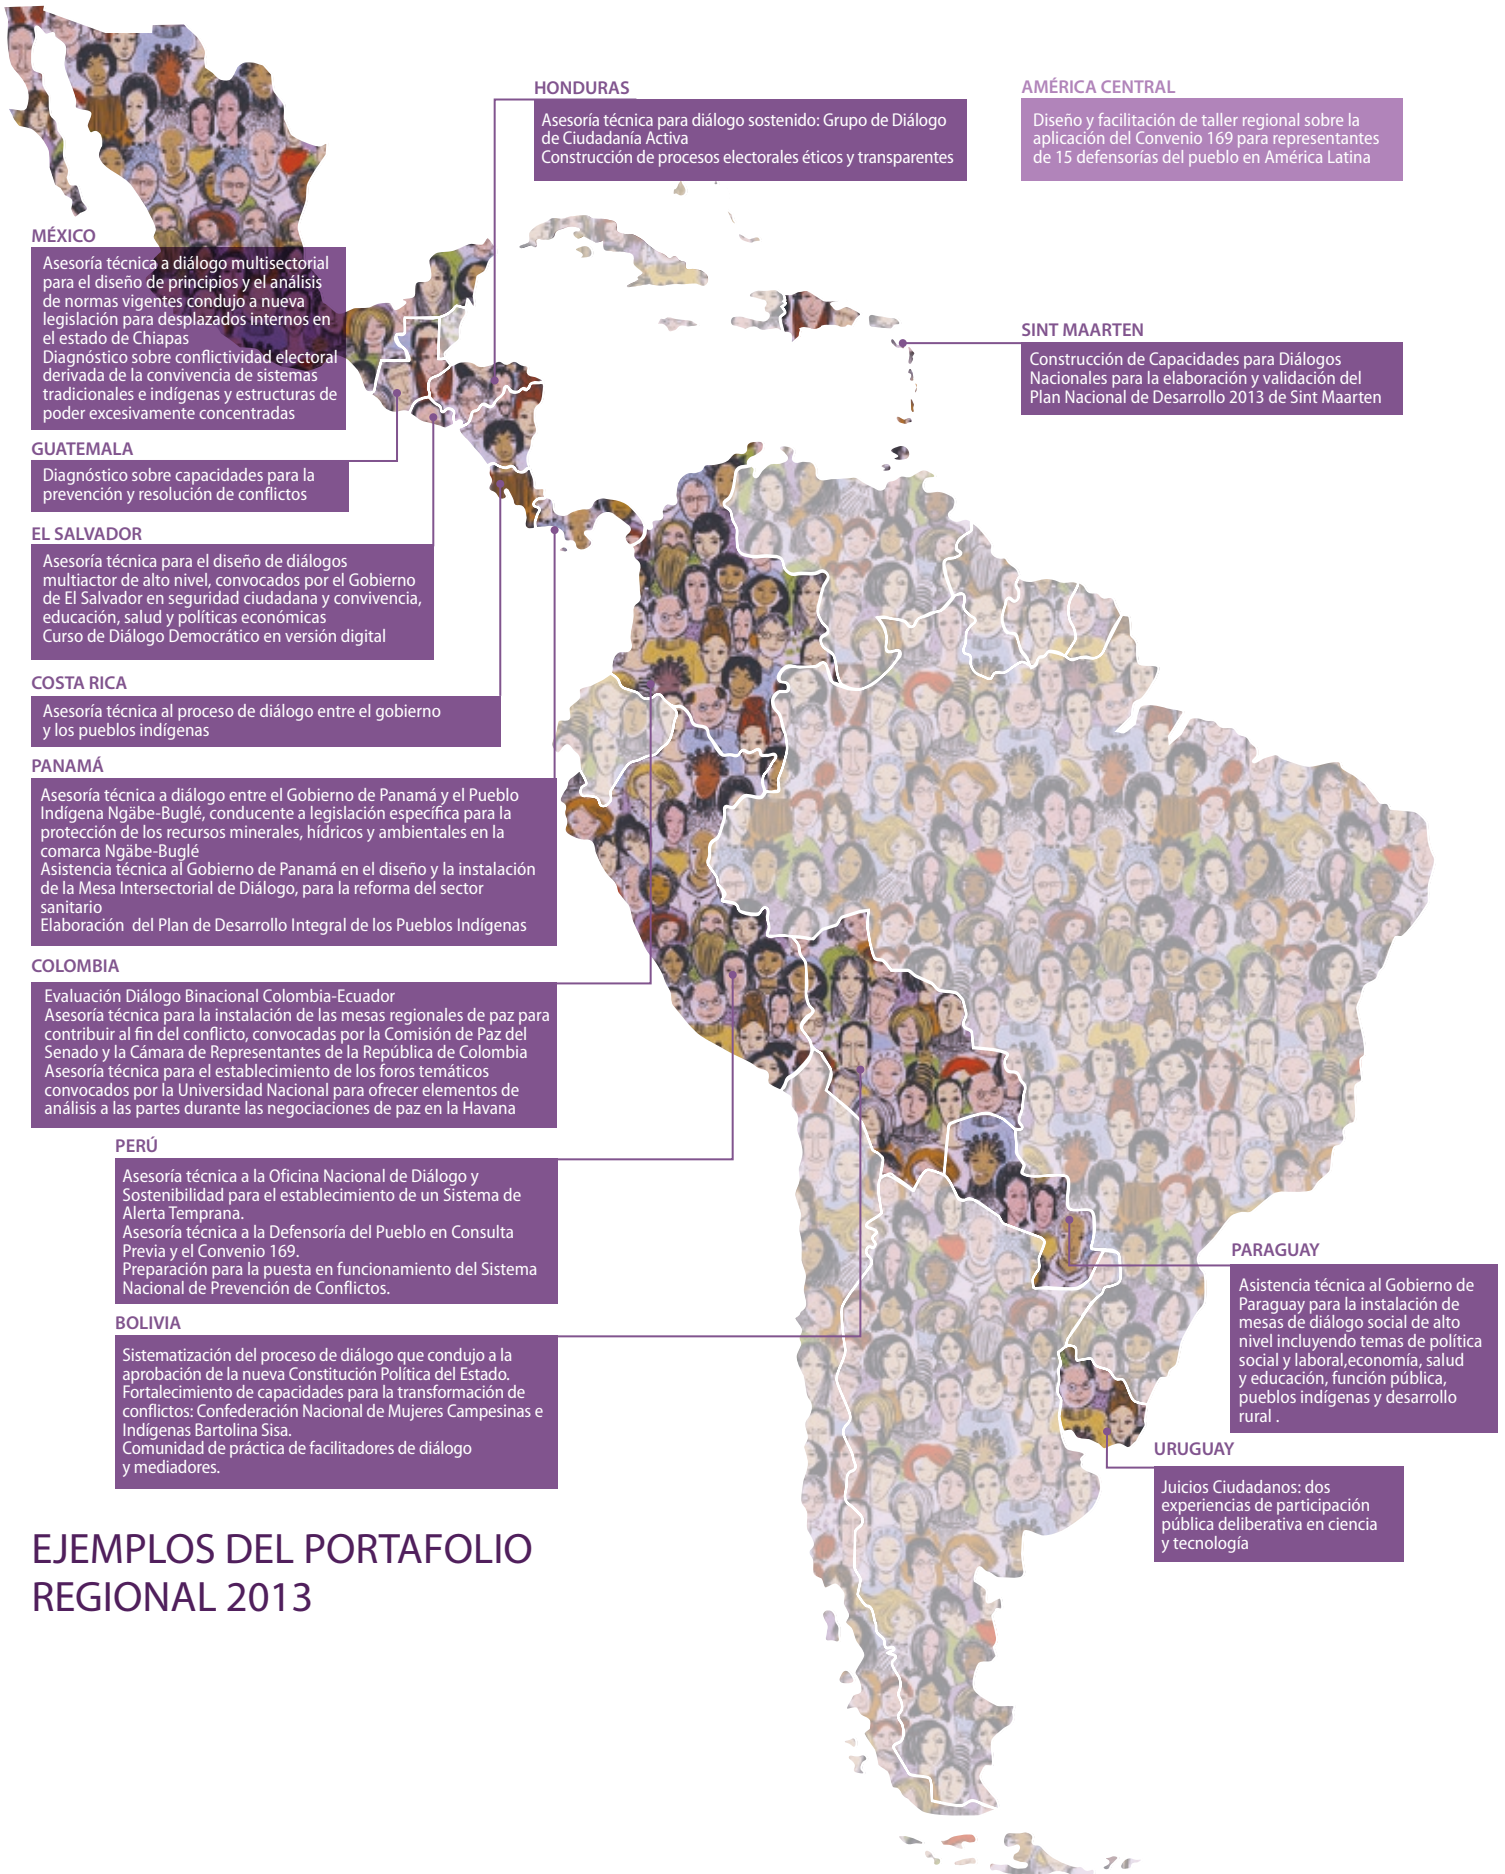 HONDURAS
Asesoría técnica para diálogo sostenido: Grupo de Diálogo
de Ciudadanía Activa
Construcción de procesos electorales éticos y transparentes
AMÉRICA CENTRAL
Diseño y facilitación de taller regional sobre la
aplicación del Convenio 169 para representantes
de 15 defensorías del pueblo en América Latina
MÉXICO
Asesoría técnica a diálogo multisectorial
para el diseño de principios y el análisis
de normas vigentes condujo a nueva
legislación para desplazados internos en
el estado de Chiapas
Diagnóstico sobre conflictividad electoral
derivada de la convivencia de sistemas
tradicionales e indígenas y estructuras de
poder excesivamente concentradas
SINT MAARTEN
Construcción de Capacidades para Diálogos
Nacionales para la elaboración y validación del
Plan Nacional de Desarrollo 2013 de Sint Maarten
GUATEMALA
Diagnóstico sobre capacidades para la
prevención y resolución de conflictos
EL SALVADOR
Asesoría técnica para el diseño de diálogos
multiactor de alto nivel, convocados por el Gobierno
de El Salvador en seguridad ciudadana y convivencia,
educación, salud y políticas económicas
Curso de Diálogo Democrático en versión digital
COSTA RICA
Asesoría técnica al proceso de diálogo entre el gobierno
y los pueblos indígenas
PANAMÁ
Asesoría técnica a diálogo entre el Gobierno de Panamá y el Pueblo
Indígena Ngäbe-Buglé, conducente a legislación específica para la
protección de los recursos minerales, hídricos y ambientales en la
comarca Ngäbe-Buglé
Asistencia técnica al Gobierno de Panamá en el diseño y la instalación
de la Mesa Intersectorial de Diálogo, para la reforma del sector
sanitario
Elaboración  del Plan de Desarrollo Integral de los Pueblos Indígenas
COLOMBIA
Evaluación Diálogo Binacional Colombia-Ecuador
Asesoría técnica para la instalación de las mesas regionales de paz para
contribuir al fin del conflicto, convocadas por la Comisión de Paz del
Senado y la Cámara de Representantes de la República de Colombia
Asesoría técnica para el establecimiento de los foros temáticos
convocados por la Universidad Nacional para ofrecer elementos de
análisis a las partes durante las negociaciones de paz en la Havana
PERÚ
Asesoría técnica a la Oficina Nacional de Diálogo y
Sostenibilidad para el establecimiento de un Sistema de
Alerta Temprana.
Asesoría técnica a la Defensoría del Pueblo en Consulta
Previa y el Convenio 169.
Preparación para la puesta en funcionamiento del Sistema
Nacional de Prevención de Conflictos.
BOLIVIA
Sistematización del proceso de diálogo que condujo a la
aprobación de la nueva Constitución Política del Estado.
Fortalecimiento de capacidades para la transformación de
conflictos: Confederación Nacional de Mujeres Campesinas e
Indígenas Bartolina Sisa.
Comunidad de práctica de facilitadores de diálogo
y mediadores.
PARAGUAY
Asistencia técnica al Gobierno de
Paraguay para la instalación de
mesas de diálogo social de alto
nivel incluyendo temas de política
social y laboral,economía, salud
y educación, función pública,
pueblos indígenas y desarrollo
rural .
URUGUAY
Juicios Ciudadanos: dos
experiencias de participación
pública deliberativa en ciencia
y tecnología
EJEMPLOS DEL PORTAFOLIO
REGIONAL 2013